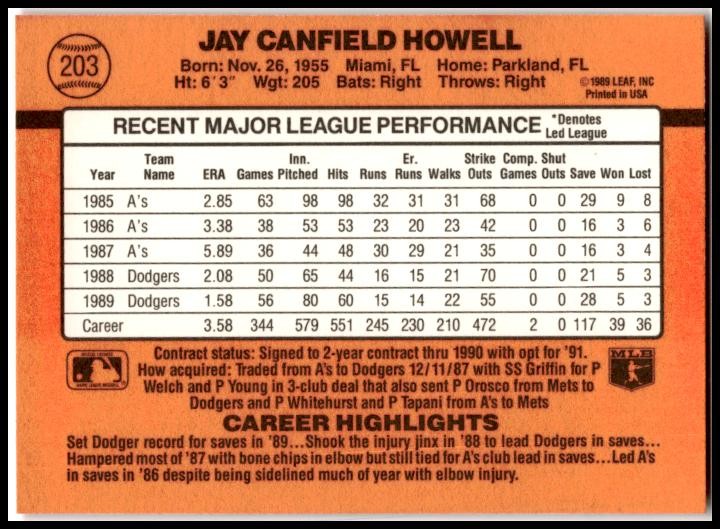 203
JAY CANFIELD HOWELL
Born: Nov. 26, 1955 Miami, FL Home: Parkland, FL
Ht: 6'3" Wgt: 205 Bats: Right Throws: Right
©1989 LEAF, INC
Printed in USA
RECENT MAJOR LEAGUE PERFORMANCE *Denotes Led League
Year Team Name ERA Games Inn. Pitched Hits Runs Er. Runs Walks Strike Outs Comp. Games Shut Outs Save Won Lost
1985 A's 2.85 63 98 98 32 31 31 68 0 0 29 9 8
1986 A's 3.38 38 53 53 23 20 23 42 0 0 16 3 6
1987 A's 5.89 36 44 48 30 29 21 35 0 0 16 3 4
1988 Dodgers 2.08 50 65 44 16 15 21 70 0 0 21 5 3
1989 Dodgers 1.58 56 80 60 15 14 22 55 0 0 28 5 3
Career 3.58 344 579 551 245 230 210 472 2 0 117 39 36
Contract status: Signed to 2-year contract thru 1990 with opt for '91.
How acquired: Traded from A's to Dodgers 12/11/87 with SS Griffin for P
Welch and P Young in 3-club deal that also sent P Orosco from Mets to
Dodgers and P Whitehurst and P Tapani from A's to Mets
MLB
CAREER HIGHLIGHTS
Set Dodger record for saves in '89...Shook the injury jinx in '88 to lead Dodgers in saves...
Hampered most of '87 with bone chips in elbow but still tied for A's club lead in saves...Led A's
in saves in '86 despite being sidelined much of year with elbow injury.